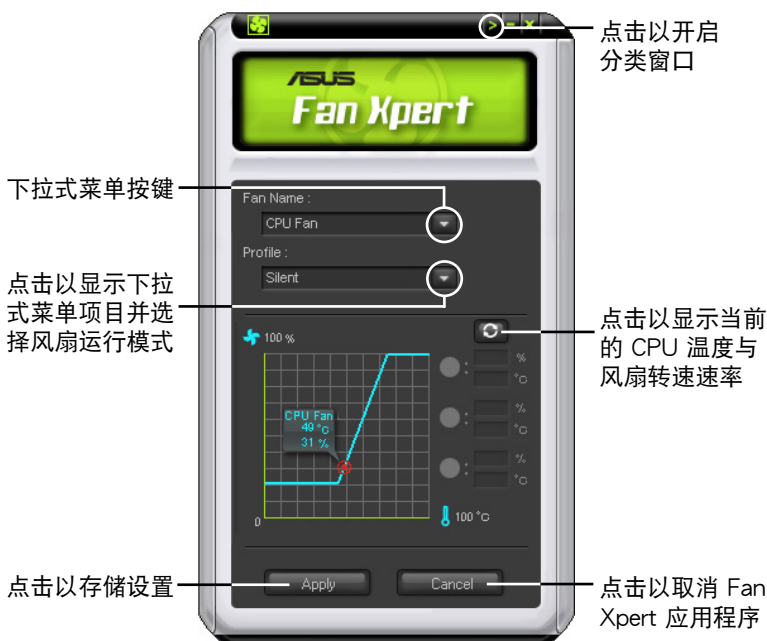 点击以开启
分类窗口
ASUS
Fan Xpert
下拉式菜单按键
Fan Name :
CPU Fan
Profile :
Silent
点击以显示下拉
式菜单项目并选
择风扇运行模式
点击以显示当前
的 CPU 温度与
风扇转速速率
100 %
: %
°C
CPU Fan
49 °C
31 %
: %
°C
: %
°C
0
100 °C
点击以存储设置
Apply
Cancel
点击以取消 Fan
Xpert 应用程序